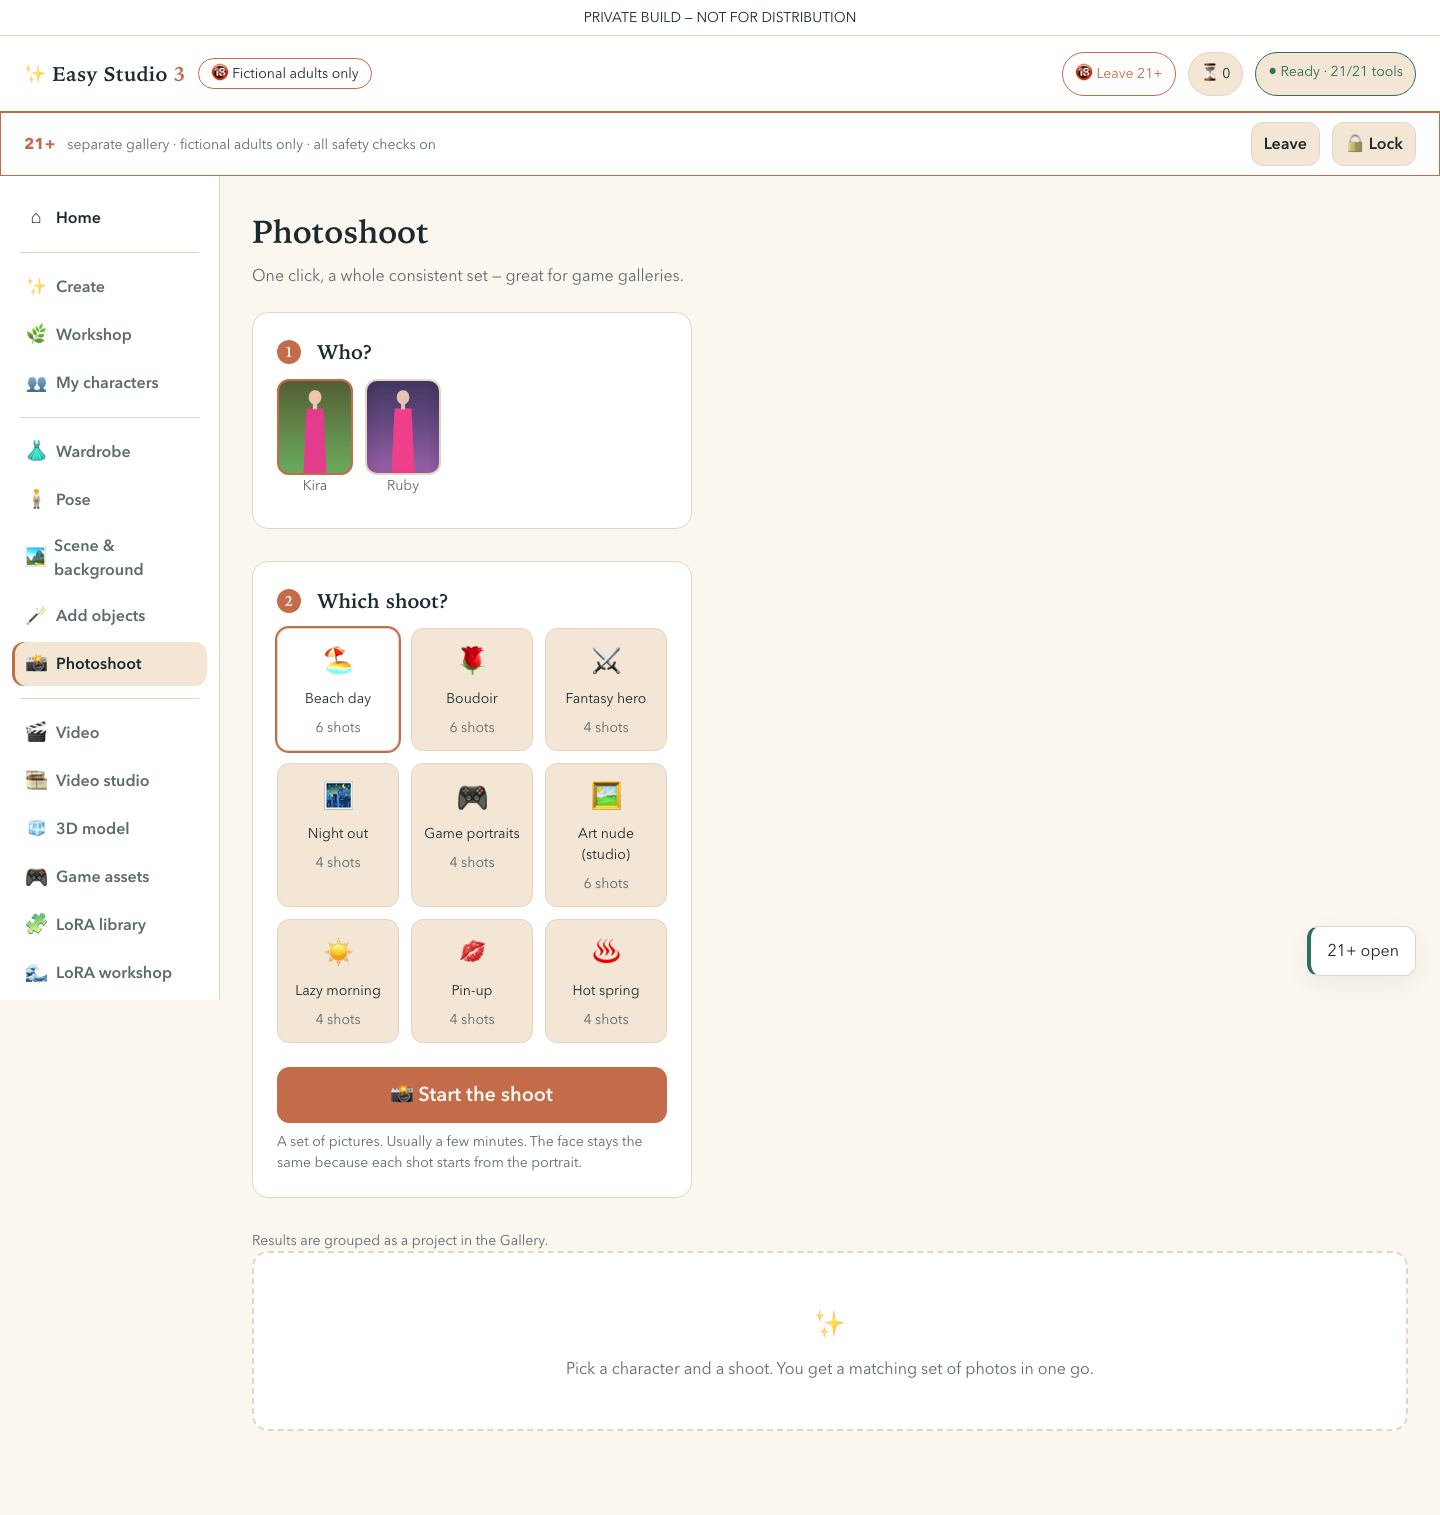 PRIVATE BUILD – NOT FOR DISTRIBUTION
✨ Easy Studio 3
🔞 Fictional adults only
🔞 Leave 21+
⏳ 0
● Ready · 21/21 tools
21+ separate gallery · fictional adults only · all safety checks on
Leave
🔒 Lock
Home
Create
Workshop
My characters
Wardrobe
Pose
Scene &
background
Add objects
Photoshoot
Video
Video studio
3D model
Game assets
LoRA library
LoRA workshop
Photoshoot
One click, a whole consistent set – great for game galleries.
1 Who?
Kira
Ruby
2 Which shoot?
Beach day
6 shots
Boudoir
6 shots
Fantasy hero
4 shots
Night out
4 shots
Game portraits
4 shots
Art nude
(studio)
6 shots
Lazy morning
4 shots
Pin-up
4 shots
Hot spring
4 shots
📸 Start the shoot
A set of pictures. Usually a few minutes. The face stays the
same because each shot starts from the portrait.
21+ open
Results are grouped as a project in the Gallery.
Pick a character and a shoot. You get a matching set of photos in one go.